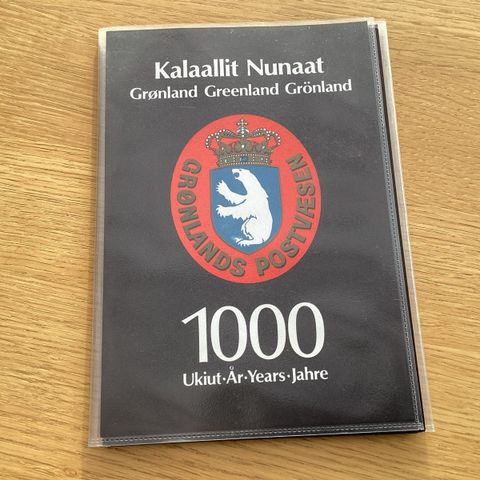 Kalaallit Nunaat
Grønland Greenland Grönland
GRØNLANDS POSTVÆSEN
1000
Ukiut·År·Years·Jahre